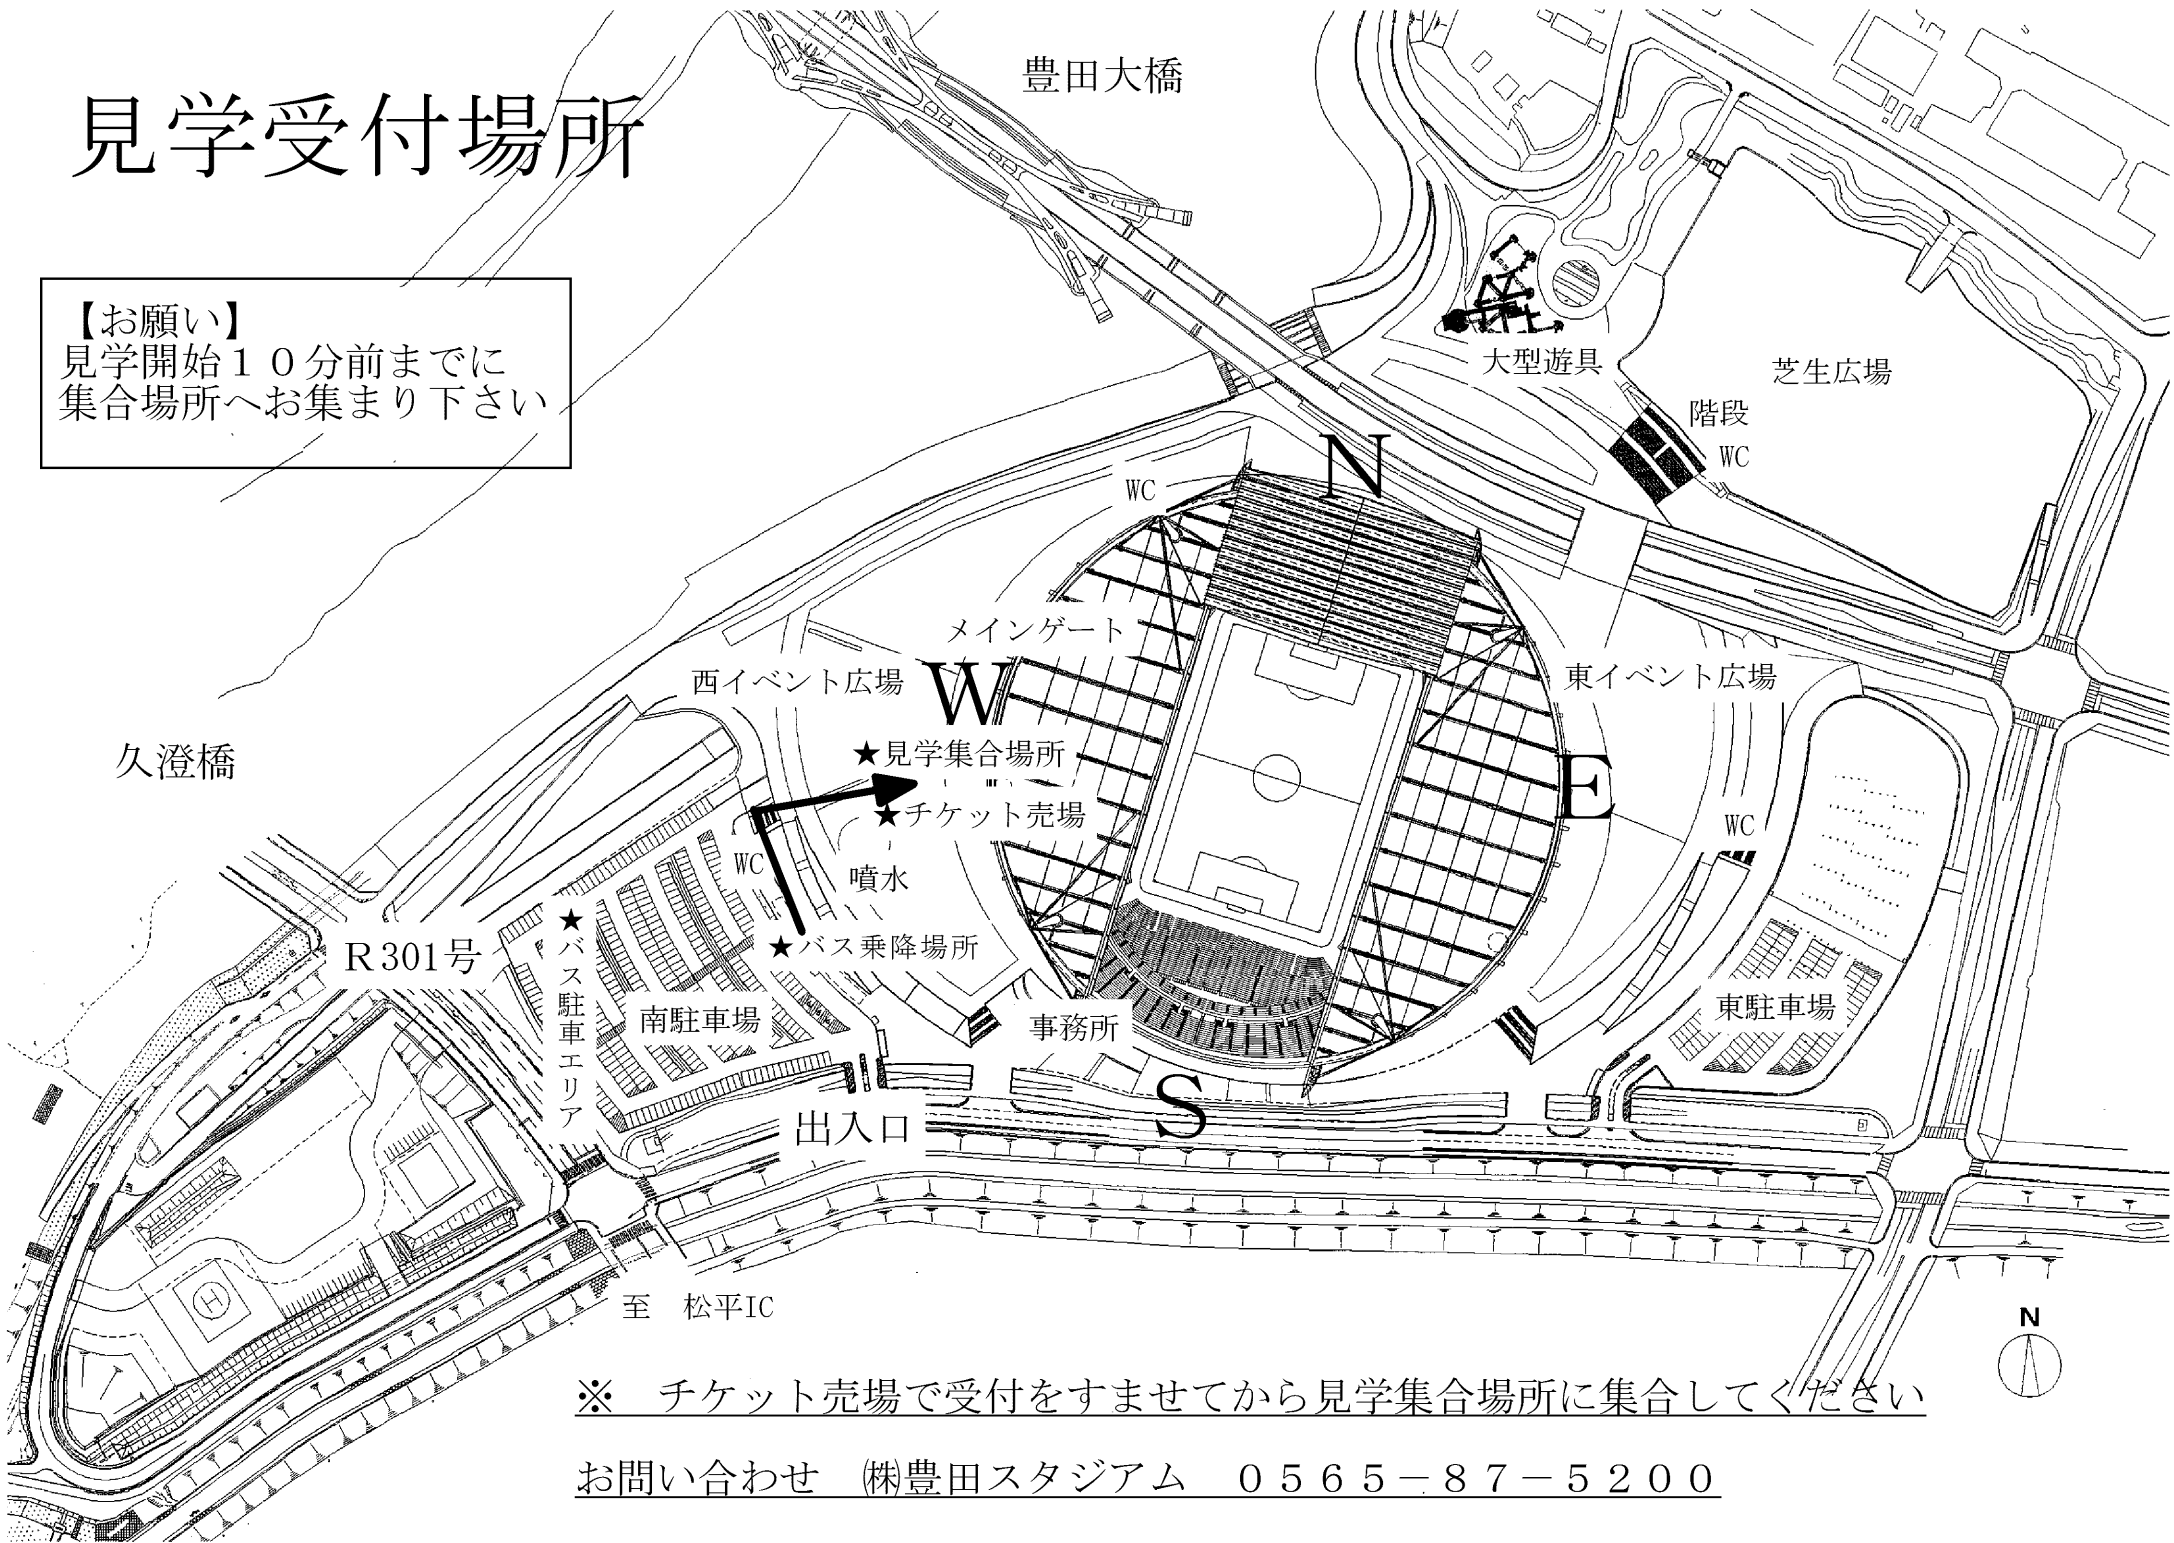 見学受付場所
豊田大橋
【お願い】
見学開始１０分前までに
集合場所へお集まり下さい
大型遊具
芝生広場
階段
WC
N
WC
メインゲート
西イベント広場
W
東イベント広場
★見学集合場所
久澄橋
E
★チケット売場
WC
WC
噴水
★バス乗降場所
R301号
★バス駐車エリア
南駐車場
事務所
東駐車場
S
出入口
H
至　松平IC
N
※　チケット売場で受付をすませてから見学集合場所に集合してください
お問い合わせ　㈱豊田スタジアム　０５６５－８７－５２００